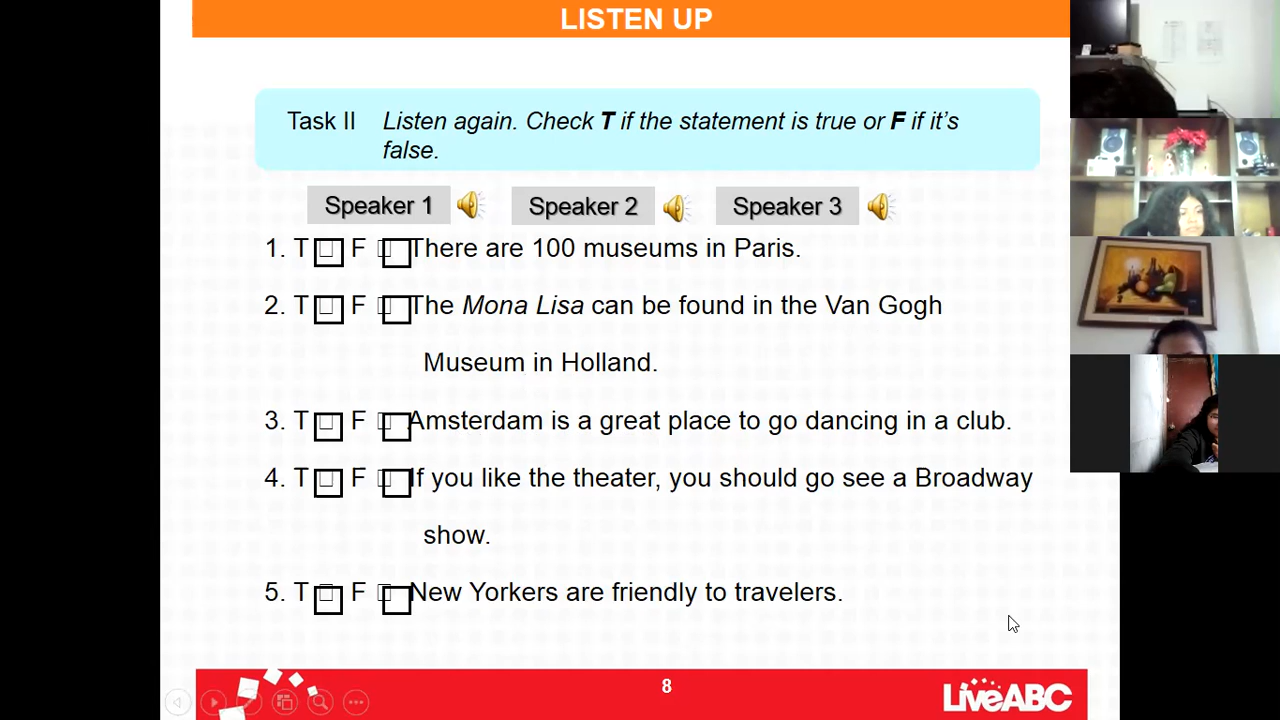 LISTEN UP
Task II Listen again. Check T if the statement is true or F if it's
false.
Speaker 1 Speaker 2 Speaker 3
1. T □ F □ There are 100 museums in Paris.
2. T □ F □ The Mona Lisa can be found in the Van Gogh
Museum in Holland.
3. T □ F □ Amsterdam is a great place to go dancing in a club.
4. T □ F □ If you like the theater, you should go see a Broadway
show.
5. T □ F □ New Yorkers are friendly to travelers.
8
LiveABC